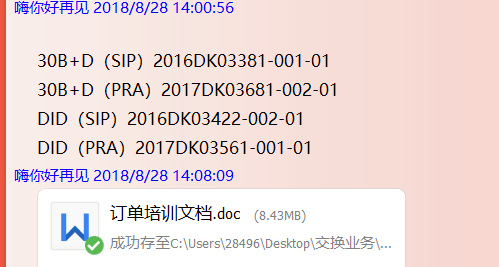 嗨你好再见 2018/8/28 14:00:56
30B+D（SIP）2016DK03381-001-01
30B+D（PRA）2017DK03681-002-01
DID（SIP）2016DK03422-002-01
DID（PRA）2017DK03561-001-01
嗨你好再见 2018/8/28 14:08:09
订单培训文档.doc （8.43MB）
成功存至C:\Users\28496\Desktop\交换业务\...